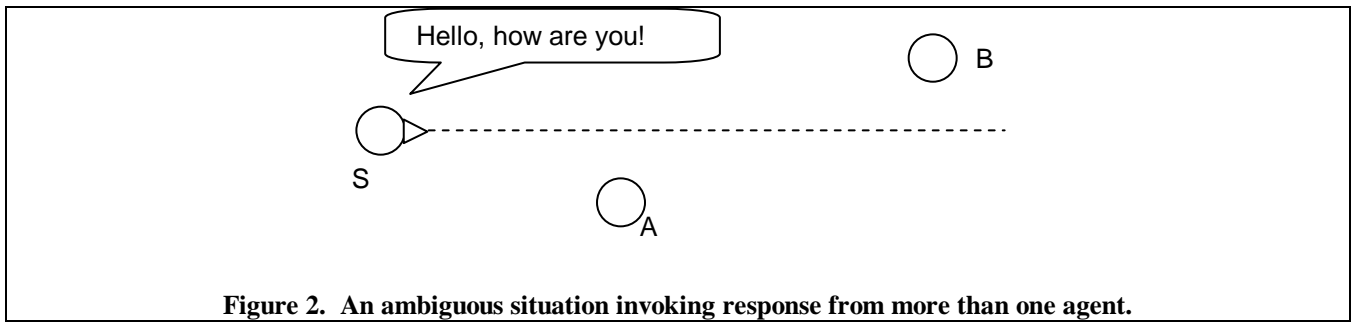 Hello, how are you!
B
S
A
Figure 2. An ambiguous situation invoking response from more than one agent.